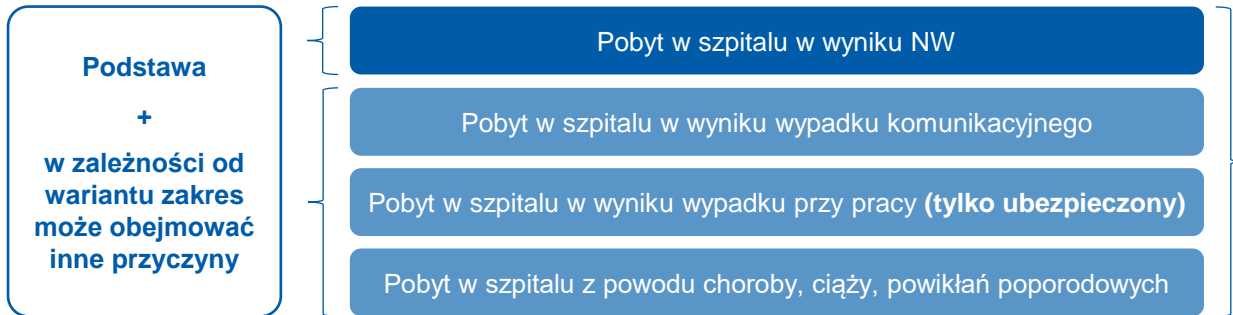 Podstawa
+
w zależności od
wariantu zakres
może obejmować
inne przyczyny
Pobyt w szpitalu w wyniku NW
Pobyt w szpitalu w wyniku wypadku komunikacyjnego
Pobyt w szpitalu w wyniku wypadku przy pracy (tylko ubezpieczony)
Pobyt w szpitalu z powodu choroby, ciąży, powikłań poporodowych